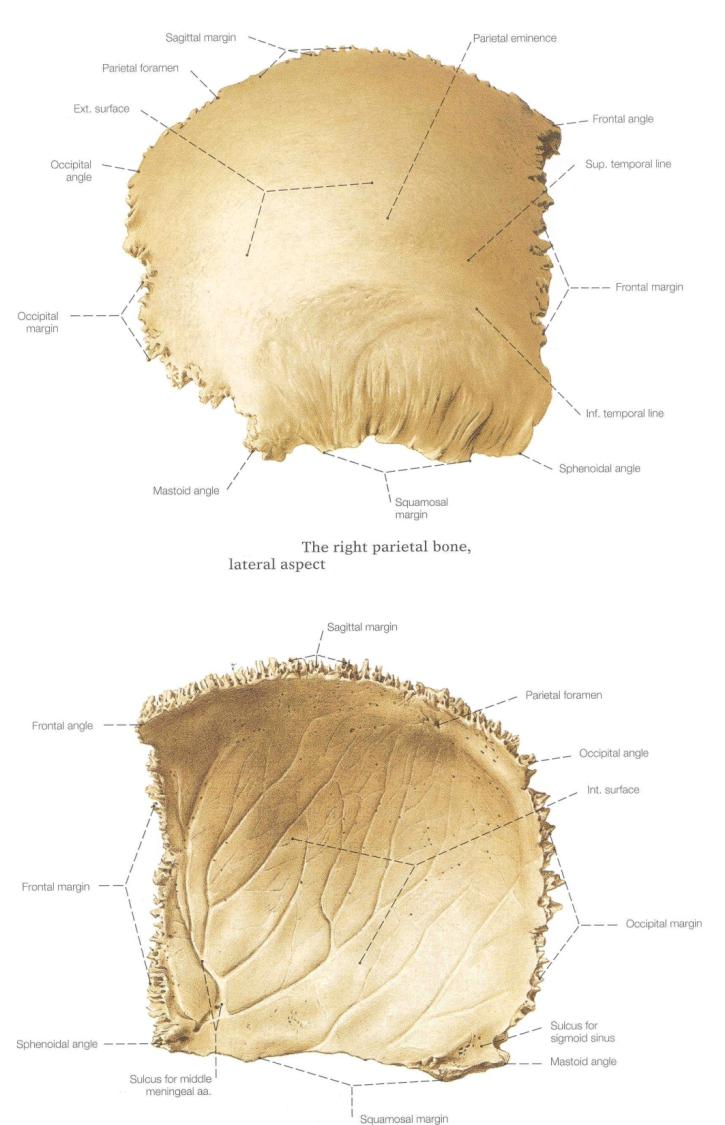 Sagittal margin
Parietal eminence
Parietal foramen
Ext. surface
Frontal angle
Occipital
angle
Sup. temporal line
Frontal margin
Occipital
margin
Inf. temporal line
Sphenoidal angle
Mastoid angle
Squamosal
margin
The right parietal bone,
lateral aspect
Sagittal margin
Parietal foramen
Frontal angle
Occipital angle
Int. surface
Frontal margin
Occipital margin
Sulcus for
sigmoid sinus
Sphenoidal angle
Mastoid angle
Sulcus for middle
meningeal aa.
Squamosal margin